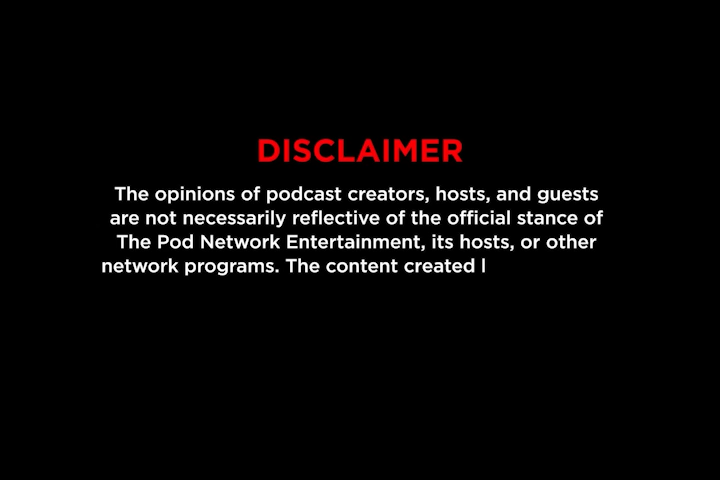 DISCLAIMER
The opinions of podcast creators, hosts, and guests
are not necessarily reflective of the official stance of
The Pod Network Entertainment, its hosts, or other
network programs. The content created